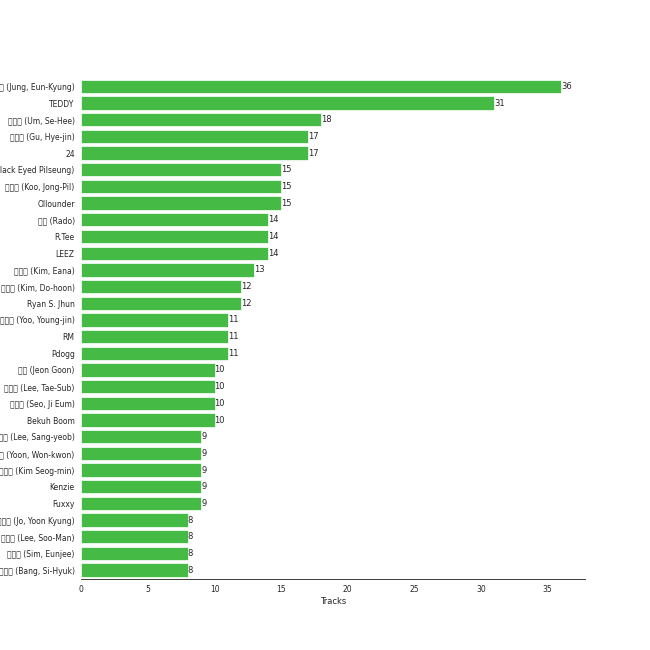 (Jung, Eun-Kyung) 36
TEDDY 31
(Um, Se-Hee) 18
(Gu, Hye-jin) 17
24 17
lack Eyed Pilseung) 15
(Koo, Jong-Pil) 15
Ollounder 15
(Rado) 14
R.Tee 14
LEEZ 14
(Kim, Eana) 13
(Kim, Do-hoon) 12
Ryan S. Jhun 12
(Yoo, Young-jin) 11
RM 11
Pdogg 11
(Jeon Goon) 10
(Lee, Tae-Sub) 10
(Seo, Ji Eum) 10
Bekuh Boom 10
(Lee, Sang-yeob) 9
(Yoon, Won-kwon) 9
(Kim Seog-min) 9
Kenzie 9
Fuxxy 9
(Jo, Yoon Kyung) 8
(Lee, Soo-Man) 8
(Sim, Eunjee) 8
(Bang, Si-Hyuk) 8
0 5 10 15 20 25 30 35
Tracks